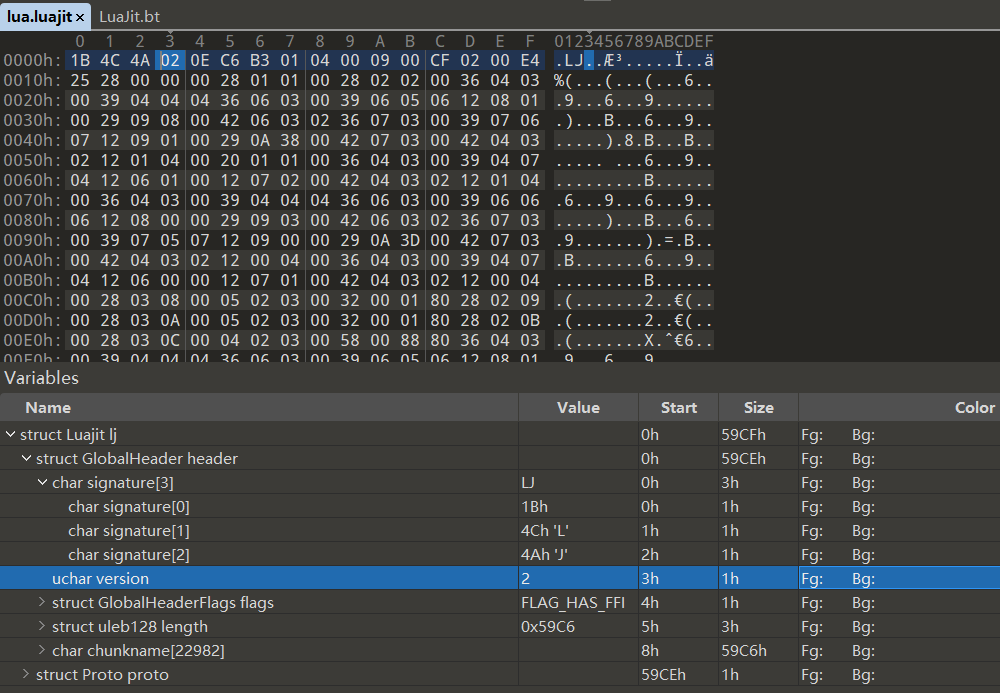 lua.luajit × LuaJit.bt
0 1 2 3 4 5 6 7 8 9 A B C D E F 0123456789ABCDEF
0000h: 1B 4C 4A 02 0E C6 B3 01 04 00 09 00 CF 02 00 E4 .LJ..Æ³.....Ï..ä
0010h: 25 28 00 00 00 28 01 01 00 28 02 02 00 36 04 03 %(...(...(...6..
0020h: 00 39 04 04 04 36 06 03 00 39 06 05 06 12 08 01 .9...6...9......
0030h: 00 29 09 08 00 42 06 03 02 36 07 03 00 39 07 06 .)...B...6...9..
0040h: 07 12 09 01 00 29 0A 38 00 42 07 03 00 42 04 03 .....).8.B...B..
0050h: 02 12 01 04 00 20 01 01 00 36 04 03 00 39 04 07 ..... ...6...9..
0060h: 04 12 06 01 00 12 07 02 00 42 04 03 02 12 01 04 .........B......
0070h: 00 36 04 03 00 39 04 04 04 36 06 03 00 39 06 06 .6...9...6...9..
0080h: 06 12 08 00 00 29 09 03 00 42 06 03 02 36 07 03 .....)...B...6..
0090h: 00 39 07 05 07 12 09 00 00 29 0A 3D 00 42 07 03 .9.......).=.B..
00A0h: 00 42 04 03 02 12 00 04 00 36 04 03 00 39 04 07 .B.......6...9..
00B0h: 04 12 06 00 00 12 07 01 00 42 04 03 02 12 00 04 .........B......
00C0h: 00 28 03 08 00 05 02 03 00 32 00 01 80 28 02 09 .(.......2..€(..
00D0h: 00 28 03 0A 00 05 02 03 00 32 00 01 80 28 02 0B .(.......2..€(..
00E0h: 00 28 03 0C 00 04 02 03 00 58 00 88 80 36 04 03 .(.......X.ˆ€6..
00F0h: 00 39 04 04 04 36 06 03 00 39 06 05 06 12 08 01 .9...6...9......
Variables
Name Value Start Size Color
struct Luajit lj 0h 59CFh Fg: Bg:
struct GlobalHeader header 0h 59CEh Fg: Bg:
char signature[3] LJ 0h 3h Fg: Bg:
char signature[0] 1Bh 0h 1h Fg: Bg:
char signature[1] 4Ch 'L' 1h 1h Fg: Bg:
char signature[2] 4Ah 'J' 2h 1h Fg: Bg:
uchar version 2 3h 1h Fg: Bg:
struct GlobalHeaderFlags flags FLAG_HAS_FFI 4h 1h Fg: Bg:
struct uleb128 length 0x59C6 5h 3h Fg: Bg:
char chunkname[22982] 8h 59C6h Fg: Bg:
struct Proto proto 59CEh 1h Fg: Bg: